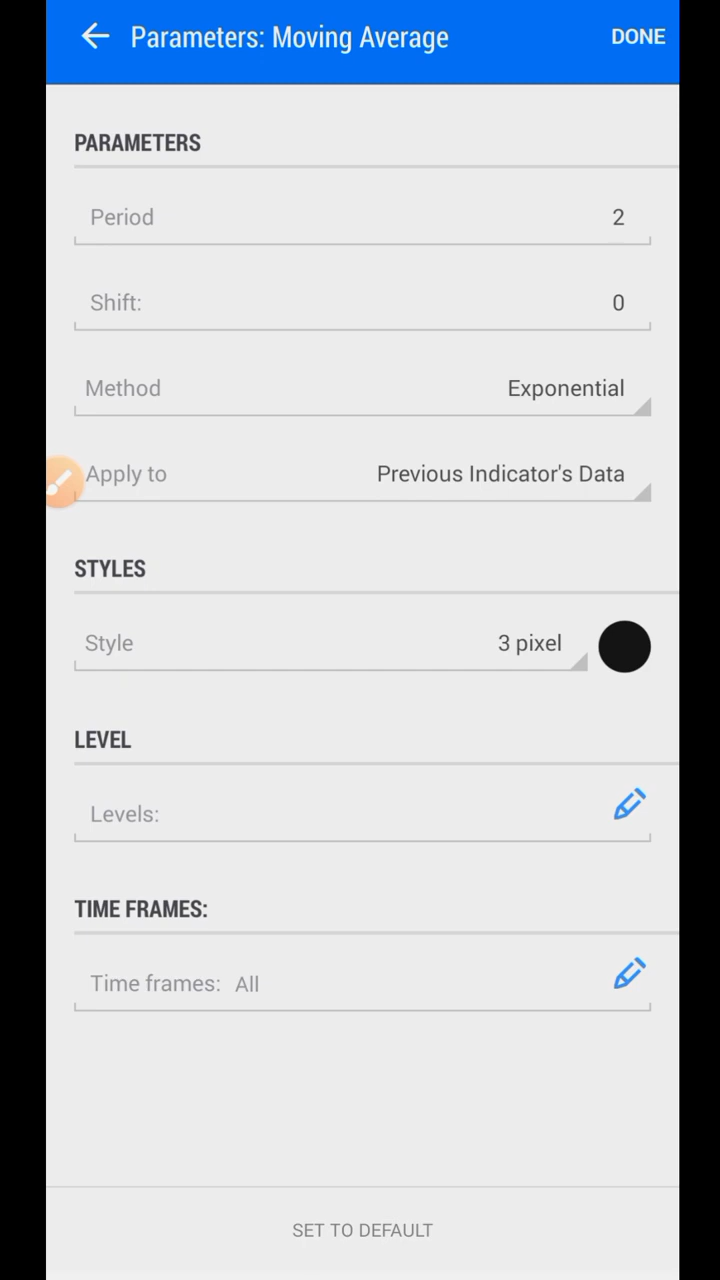 Parameters: Moving Average DONE
PARAMETERS
Period 2
Shift: 0
Method Exponential
Apply to Previous Indicator's Data
STYLES
Style 3 pixel
LEVEL
Levels:
TIME FRAMES:
Time frames: All
SET TO DEFAULT